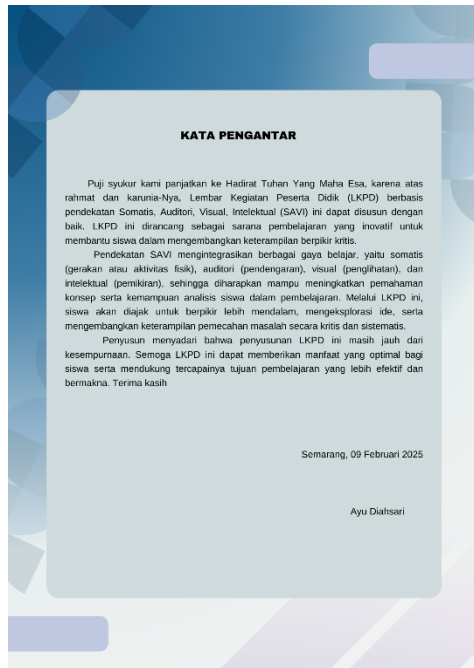 KATA PENGANTAR
Puji syukur kami panjatkan ke Hadirat Tuhan Yang Maha Esa, karena atas
rahmat dan karunia-Nya, Lembar Kegiatan Peserta Didik (LKPD) berbasis
pendekatan Somatis, Auditori, Visual, Intelektual (SAVI) ini dapat disusun dengan
baik. LKPD ini dirancang sebagai sarana pembelajaran yang inovatif untuk
membantu siswa dalam mengembangkan keterampilan berpikir kritis.
Pendekatan SAVI mengintegrasikan berbagai gaya belajar, yaitu somatis
(gerakan atau aktivitas fisik), auditori (pendengaran), visual (penglihatan), dan
intelektual (pemikiran), sehingga diharapkan mampu meningkatkan pemahaman
konsep serta kemampuan analisis siswa dalam pembelajaran. Melalui LKPD ini,
siswa akan diajak untuk berpikir lebih mendalam, mengeksplorasi ide, serta
mengembangkan keterampilan pemecahan masalah secara kritis dan sistematis.
Penyusun menyadari bahwa penyusunan LKPD ini masih jauh dari
kesempurnaan. Semoga LKPD ini dapat memberikan manfaat yang optimal bagi
siswa serta mendukung tercapainya tujuan pembelajaran yang lebih efektif dan
bermakna. Terima kasih
Semarang, 09 Februari 2025
Ayu Diahsari